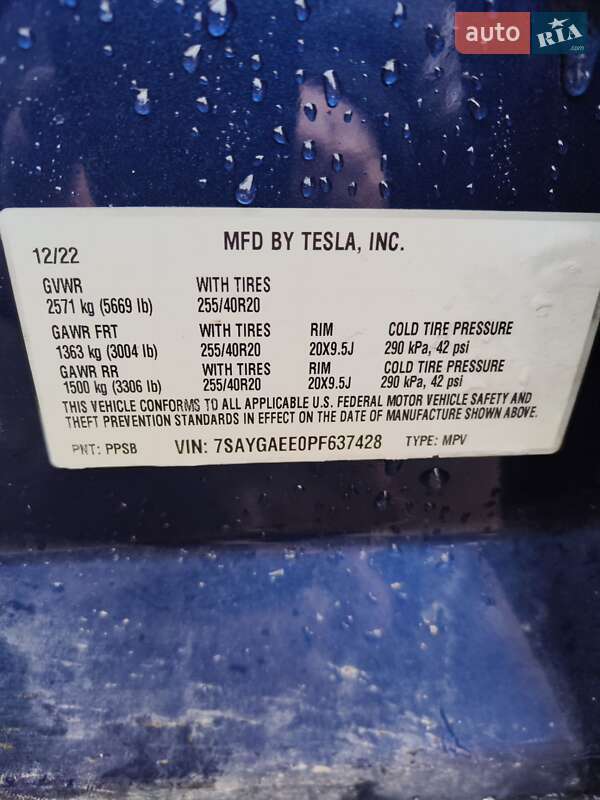 auto RIA .com
MFD BY TESLA, INC.
12/22
GVWR WITH TIRES
2571 kg (5669 lb) 255/40R20
GAWR FRT WITH TIRES RIM COLD TIRE PRESSURE
1363 kg (3004 lb) 255/40R20 20X9.5J 290 kPa, 42 psi
GAWR RR WITH TIRES RIM COLD TIRE PRESSURE
1500 kg (3306 lb) 255/40R20 20X9.5J 290 kPa, 42 psi
THIS VEHICLE CONFORMS TO ALL APPLICABLE U.S. FEDERAL MOTOR VEHICLE SAFETY AND
THEFT PREVENTION STANDARDS IN EFFECT ON THE DATE OF MANUFACTURE SHOWN ABOVE.
PNT: PPSB VIN: 7SAYGAEE0PF637428 TYPE: MPV